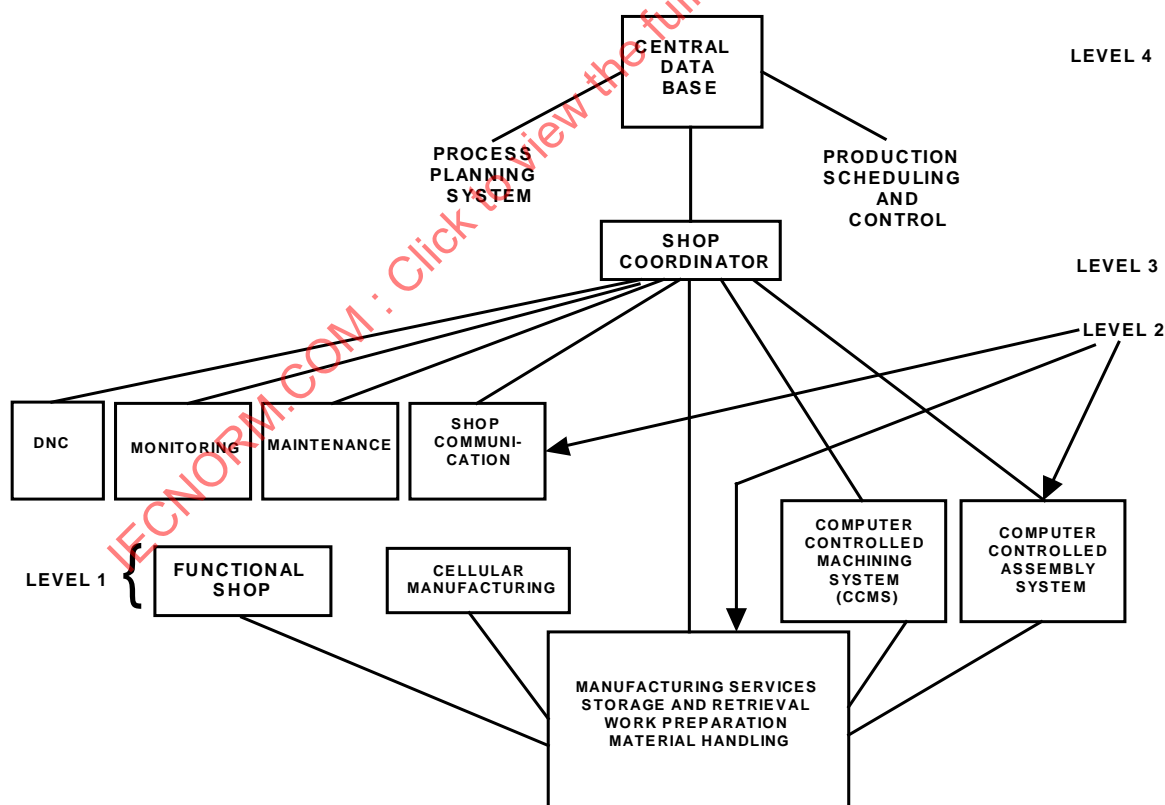 CENTRAL
DATA
BASE
LEVEL 4
PROCESS
PLANNING
SYSTEM
PRODUCTION
SCHEDULING
AND
CONTROL
SHOP
COORDINATOR
LEVEL 3
LEVEL 2
DNC
MONITORING
MAINTENANCE
SHOP
COMMUNI-
CATION
COMPUTER
CONTROLLED
MACHINING
SYSTEM
(CCMS)
COMPUTER
CONTROLLED
ASSEMBLY
SYSTEM
LEVEL 1
FUNCTIONAL
SHOP
CELLULAR
MANUFACTURING
MANUFACTURING SERVICES
STORAGE AND RETRIEVAL
WORK PREPARATION
MATERIAL HANDLING
IECNORM.COM : Click to view the full